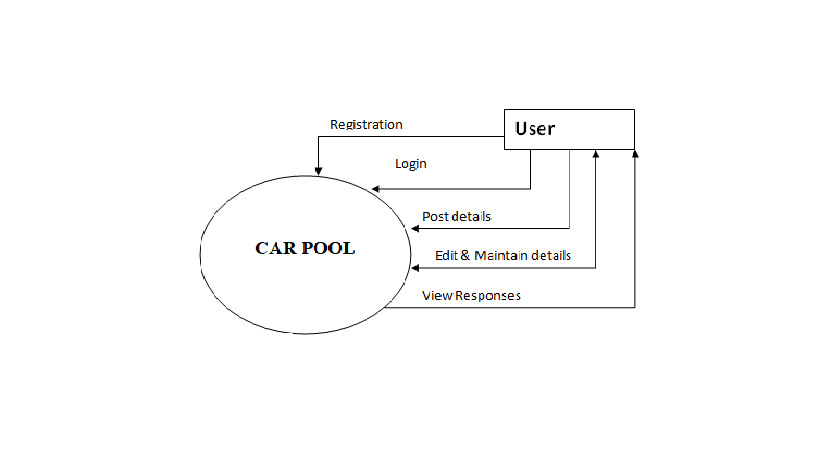 Registration
User
Login
Post details
CAR POOL
Edit & Maintain details
View Responses